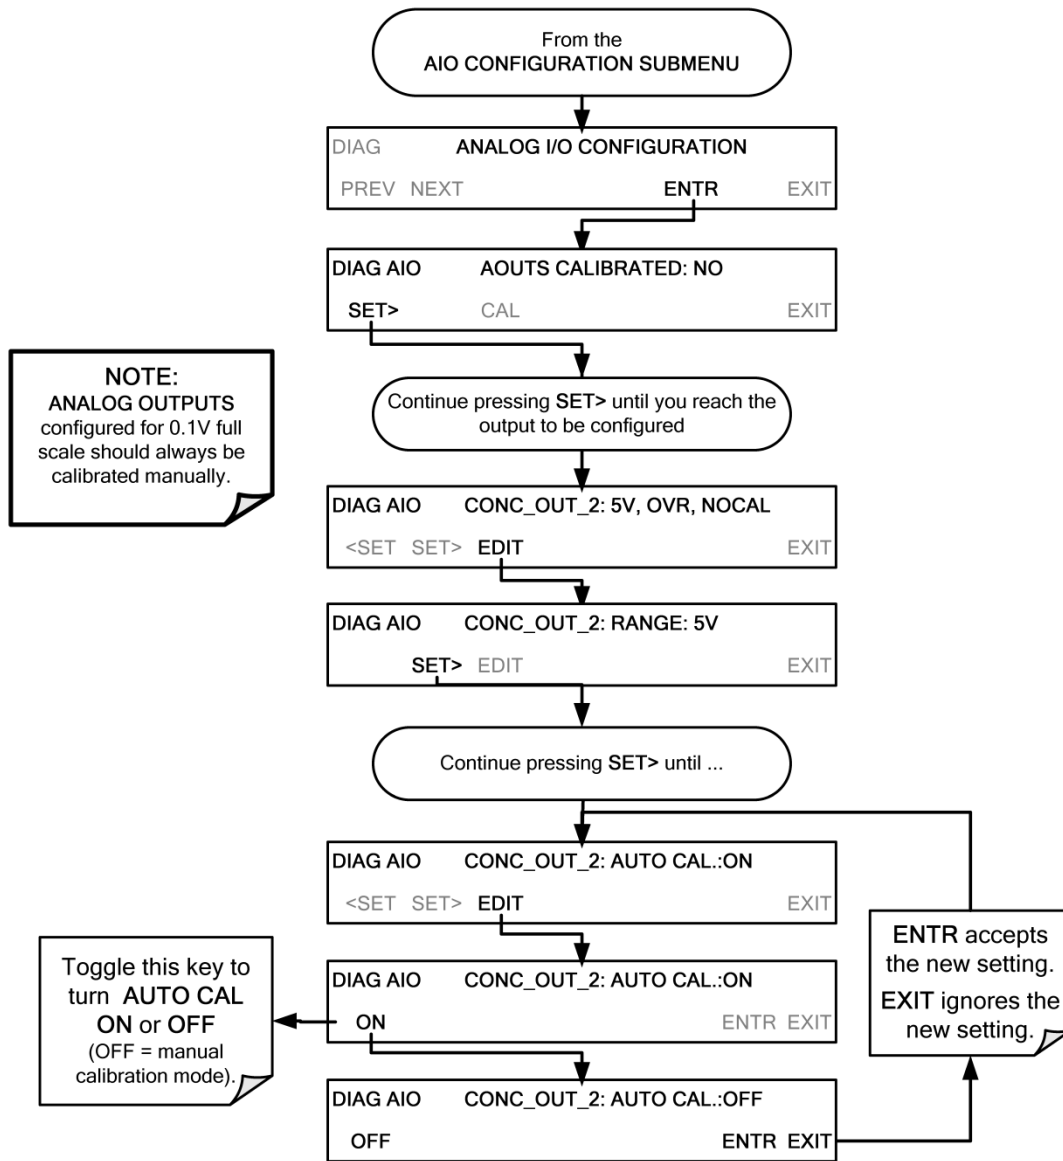 From the
AIO CONFIGURATION SUBMENU
DIAG ANALOG I/O CONFIGURATION
PREV NEXT ENTR EXIT
DIAG AIO AOUTS CALIBRATED: NO
SET> CAL EXIT
NOTE:
ANALOG OUTPUTS
configured for 0.1V full
scale should always be
calibrated manually.
Continue pressing SET> until you reach the
output to be configured
DIAG AIO CONC_OUT_2: 5V, OVR, NOCAL
<SET SET> EDIT EXIT
DIAG AIO CONC_OUT_2: RANGE: 5V
SET> EDIT EXIT
Continue pressing SET> until ...
DIAG AIO CONC_OUT_2: AUTO CAL.:ON
<SET SET> EDIT EXIT
ENTR accepts
the new setting.
EXIT ignores the
new setting.
Toggle this key to
turn AUTO CAL
ON or OFF
(OFF = manual
calibration mode).
DIAG AIO CONC_OUT_2: AUTO CAL.:ON
ON ENTR EXIT
DIAG AIO CONC_OUT_2: AUTO CAL.:OFF
OFF ENTR EXIT